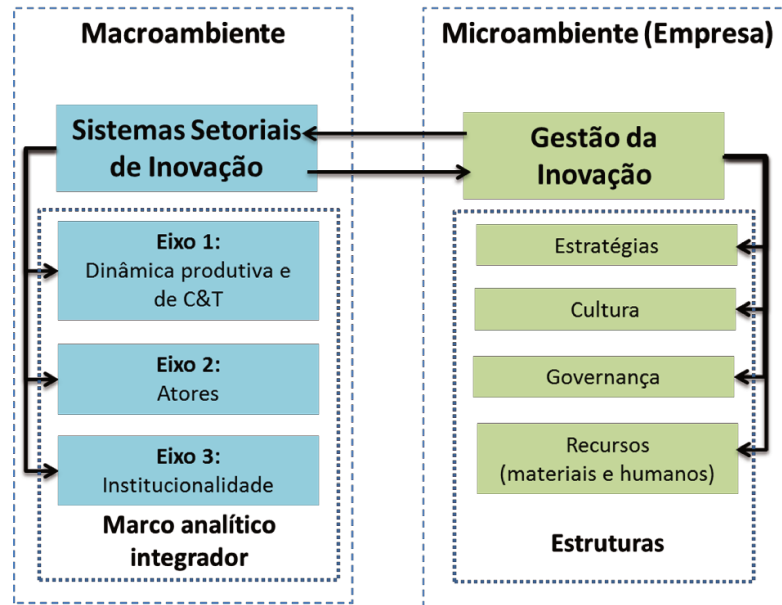 Macroambiente
Sistemas Setoriais
de Inovação
Eixo 1:
Dinâmica produtiva e
de C&T
Eixo 2:
Atores
Eixo 3:
Institucionalidade
Marco analítico
integrador
Microambiente (Empresa)
Gestão da
Inovação
Estratégias
Cultura
Governança
Recursos
(materiais e humanos)
Estruturas